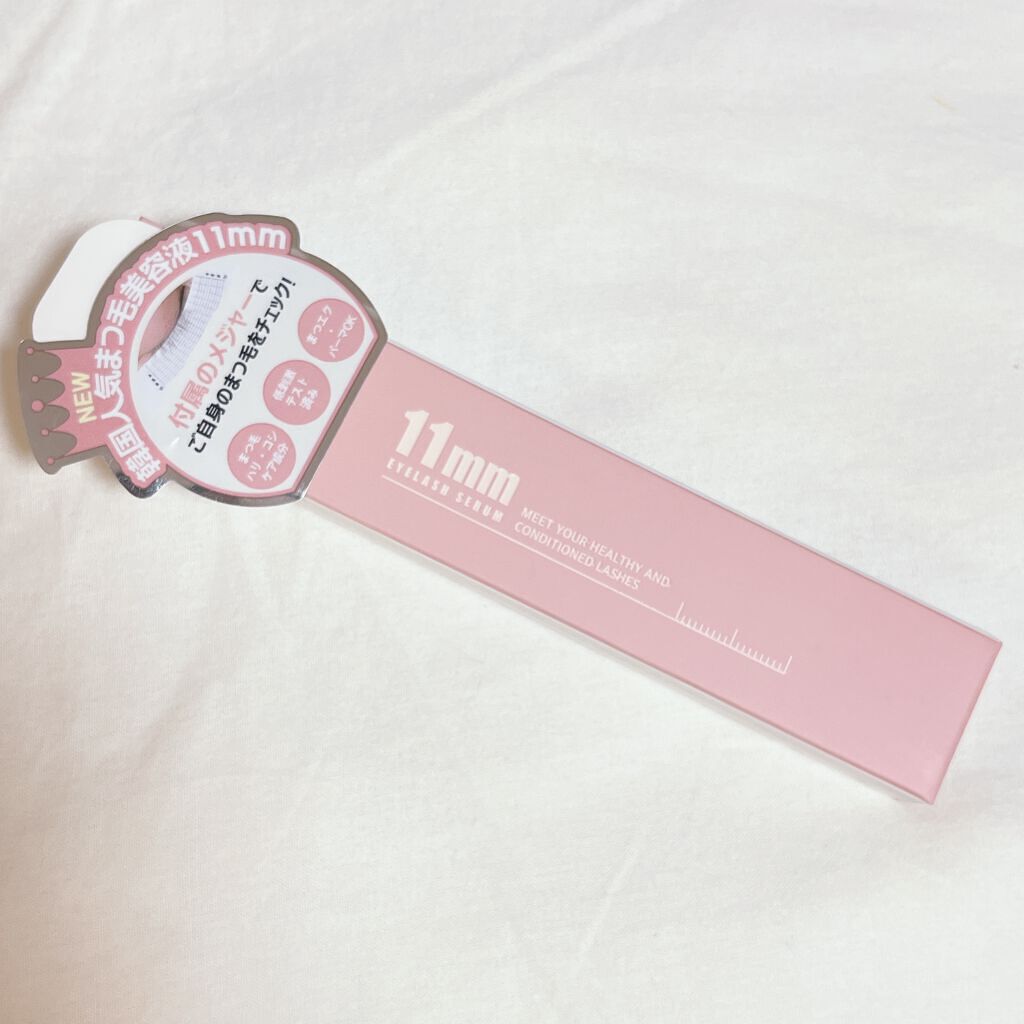 NEW
韓国人気まつ毛美容液11mm
付属のメジャーで
ご自身のまつ毛をチェック!
まつエク
・
パーマOK
低刺激
テスト
済み
まつ毛
ハリ・コシ
ケア成分
11mm
EYELASH SERUM
MEET YOUR HEALTHY AND
CONDITIONED LASHES